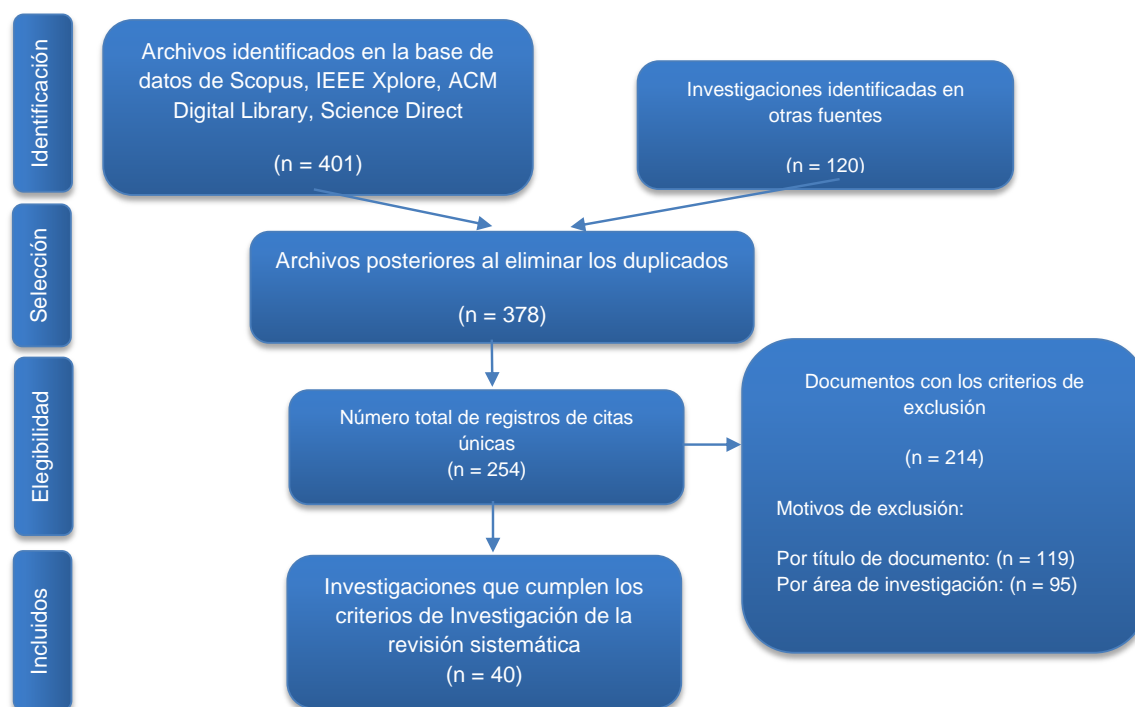 Identificación
Archivos identificados en la base de
datos de Scopus, IEEE Xplore, ACM
Digital Library, Science Direct
(n = 401)
Investigaciones identificadas en
otras fuentes
(n = 120)
Selección
Archivos posteriores al eliminar los duplicados
(n = 378)
Elegibilidad
Número total de registros de citas
únicas
(n = 254)
Documentos con los criterios de
exclusión
(n = 214)
Motivos de exclusión:
Por título de documento: (n = 119)
Por área de investigación: (n = 95)
Incluidos
Investigaciones que cumplen los
criterios de Investigación de la
revisión sistemática
(n = 40)